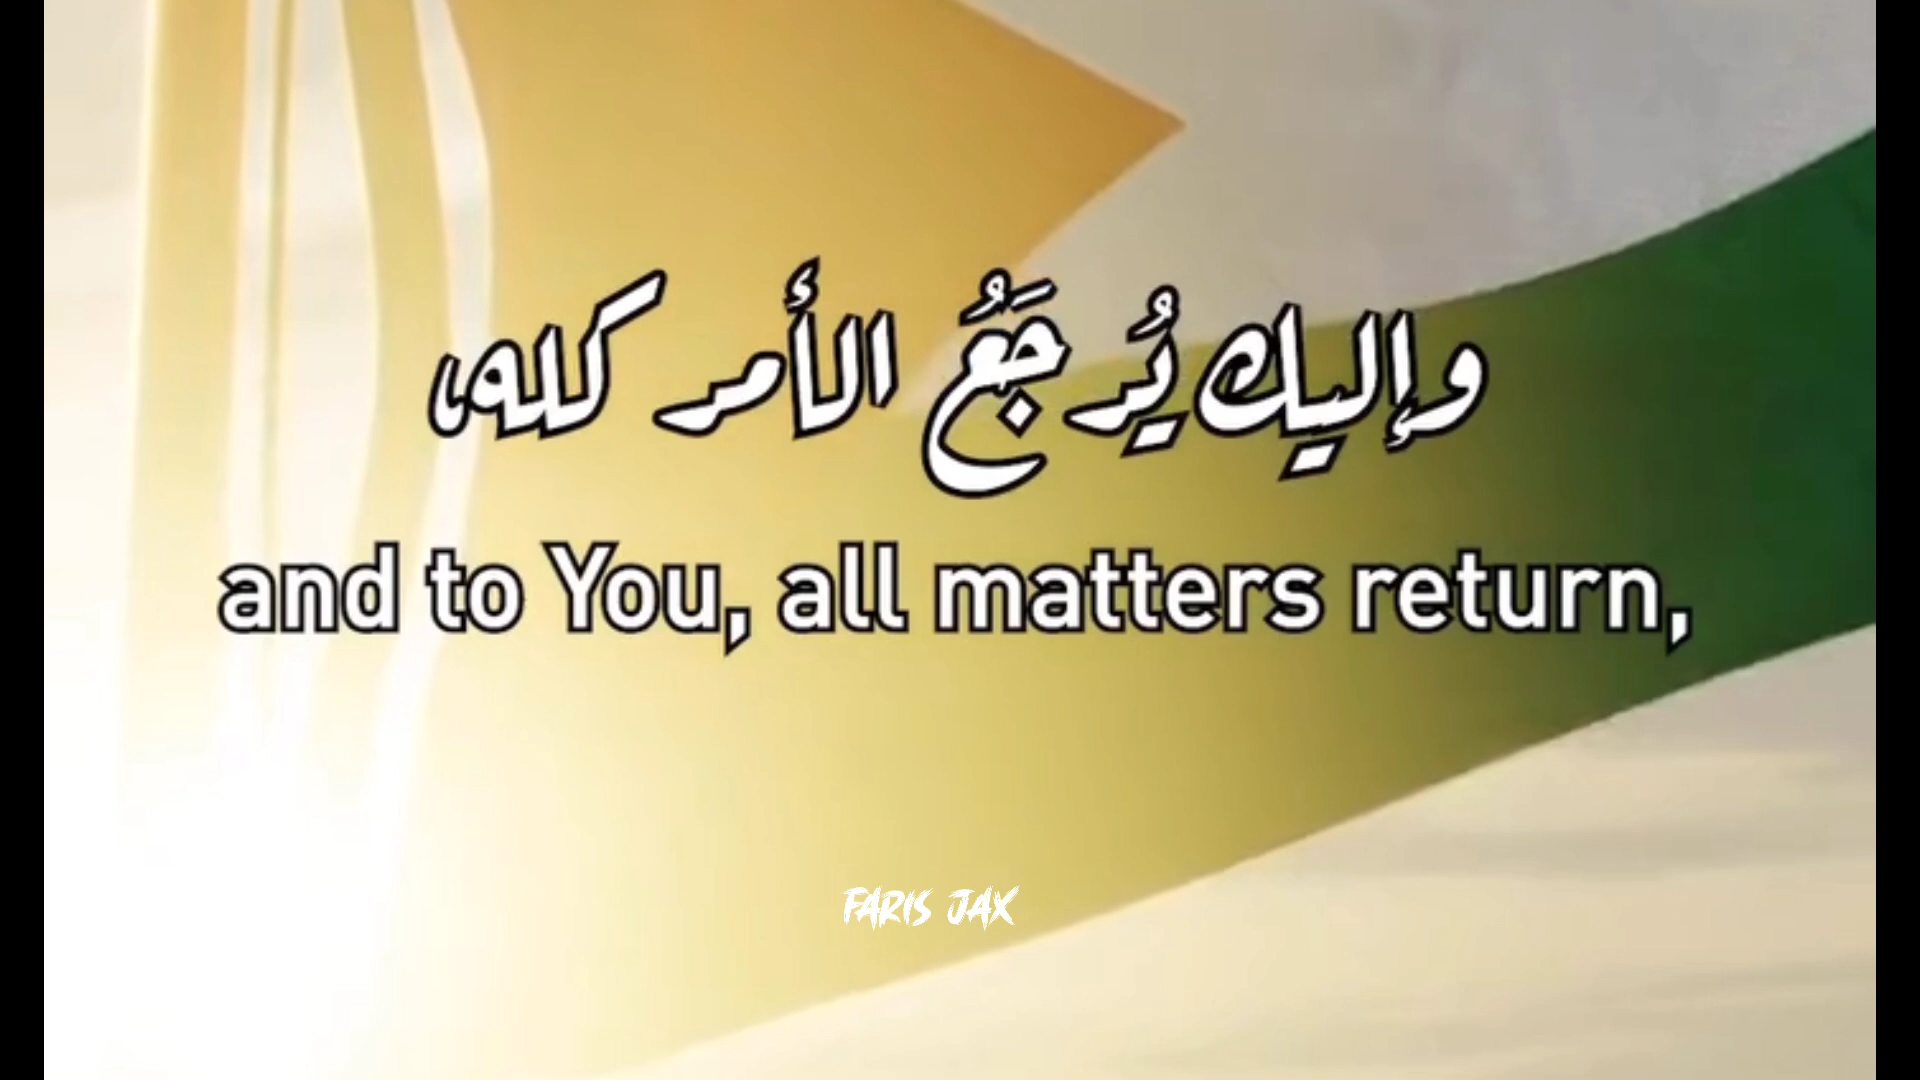 وإليك يُرجَعُ الأمر كله،
and to You, all matters return,
FARIS JAX